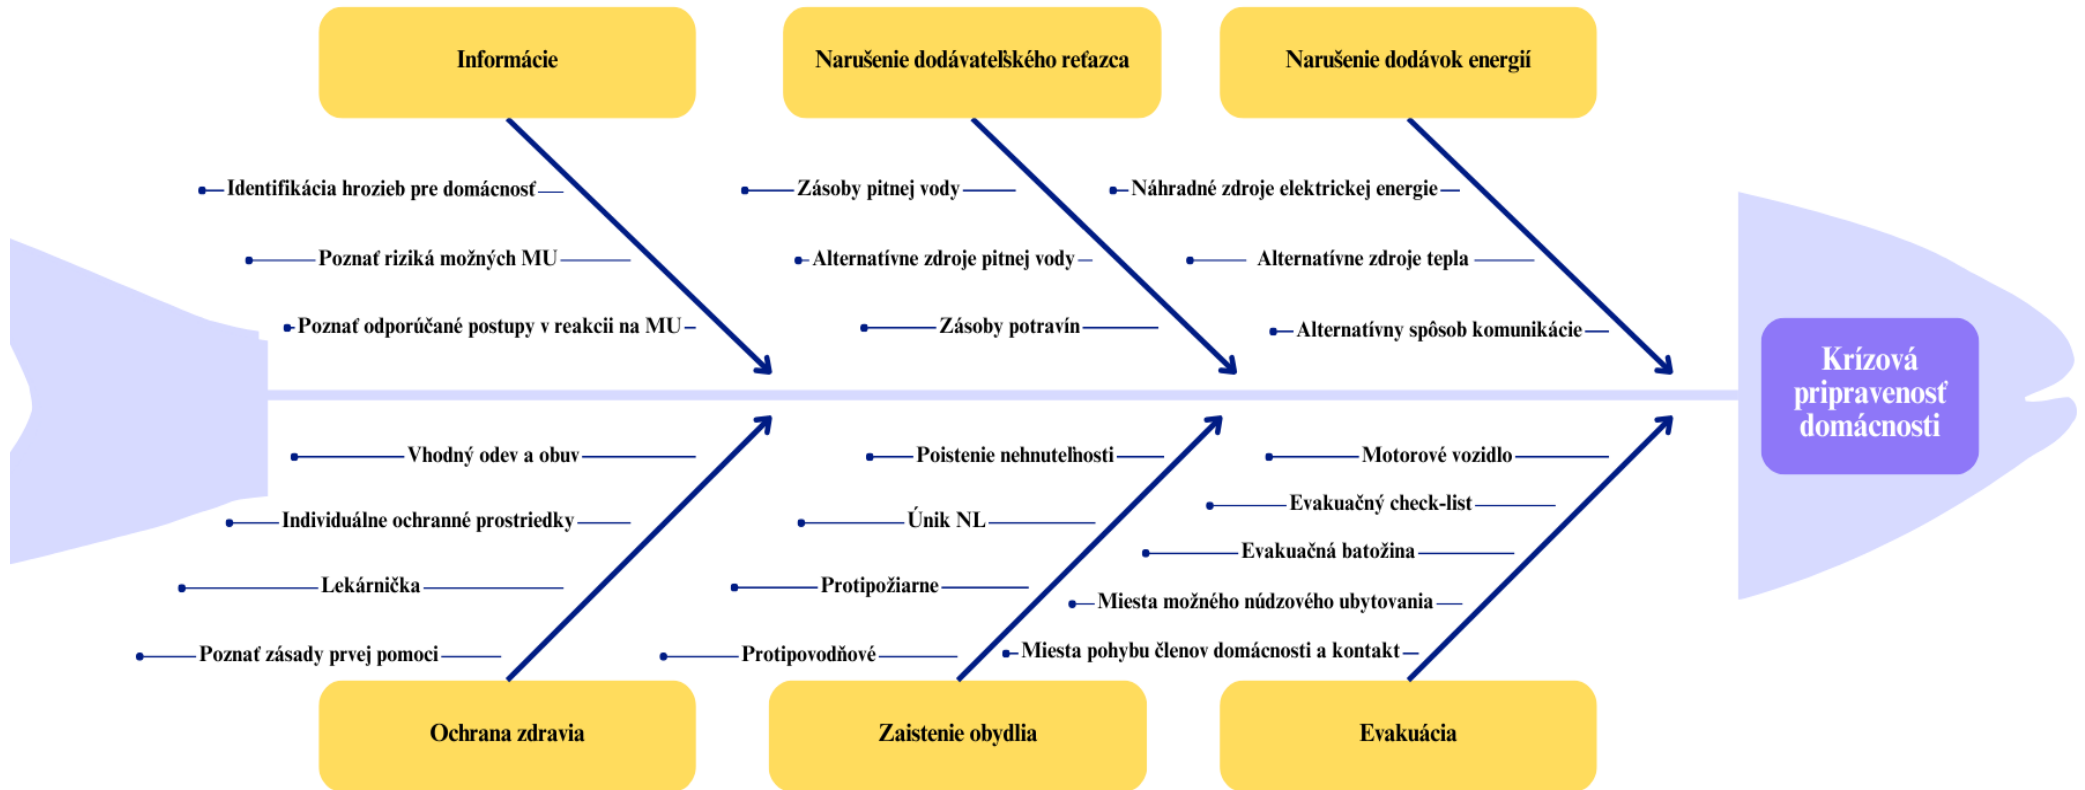 Informácie
Narušenie dodávateľského reťazca
Narušenie dodávok energií
Identifikácia hrozieb pre domácnosť
Poznať riziká možných MU
Poznať odporúčané postupy v reakcii na MU
Zásoby pitnej vody
Alternatívne zdroje pitnej vody
Zásoby potravín
Náhradné zdroje elektrickej energie
Alternatívne zdroje tepla
Alternatívny spôsob komunikácie
Krízová
pripravenosť
domácnosti
Vhodný odev a obuv
Individuálne ochranné prostriedky
Lekárnička
Poznať zásady prvej pomoci
Poistenie nehnuteľnosti
Únik NL
Protipožiarne
Protipovodňové
Motorové vozidlo
Evakuačný check-list
Evakuačná batožina
Miesta možného núdzového ubytovania
Miesta pohybu členov domácnosti a kontakt
Ochrana zdravia
Zaistenie obydlia
Evakuácia